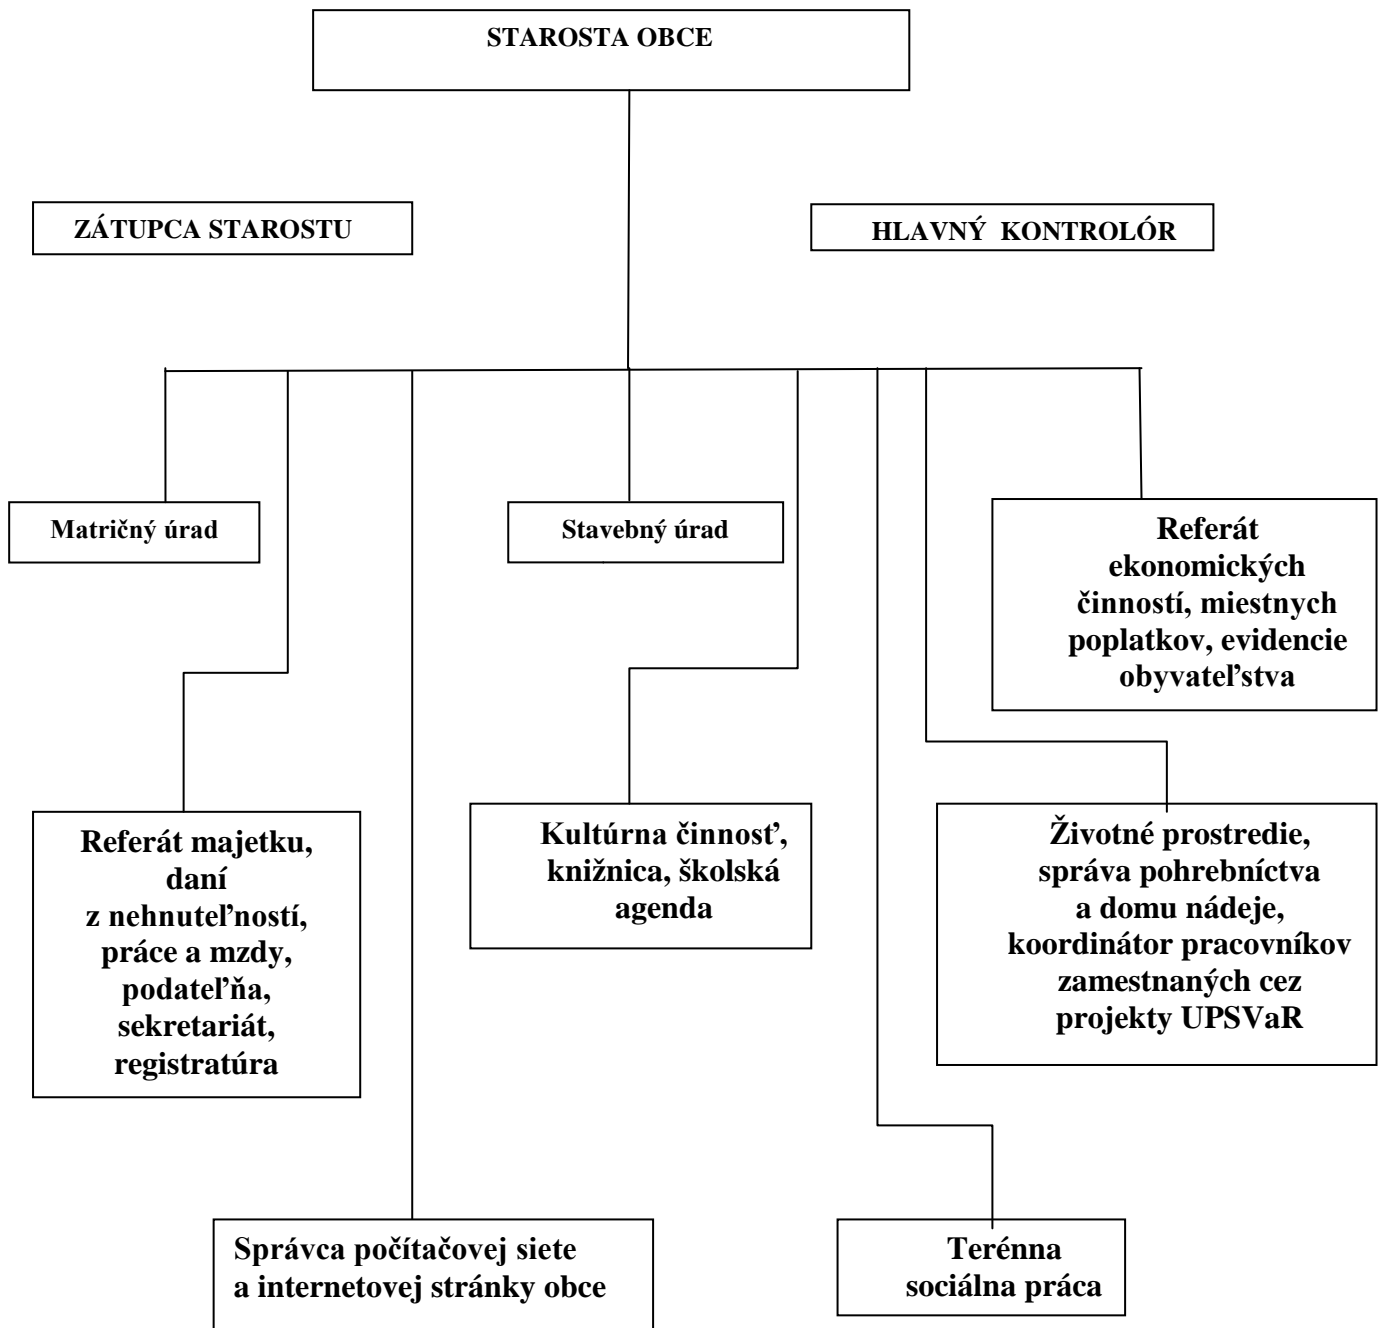 STAROSTA OBCE
ZÁTUPCA STAROSTU
HLAVNÝ KONTROLÓR
Matričný úrad
Stavebný úrad
Referát
ekonomických
činností, miestnych
poplatkov, evidencie
obyvateľstva
Referát majetku,
daní
z nehnuteľností,
práce a mzdy,
podateľňa,
sekretariát,
registratúra
Kultúrna činnosť,
knižnica, školská
agenda
Životné prostredie,
správa pohrebníctva
a domu nádeje,
koordinátor pracovníkov
zamestnaných cez
projekty UPSVaR
Správca počítačovej siete
a internetovej stránky obce
Terénna
sociálna práca